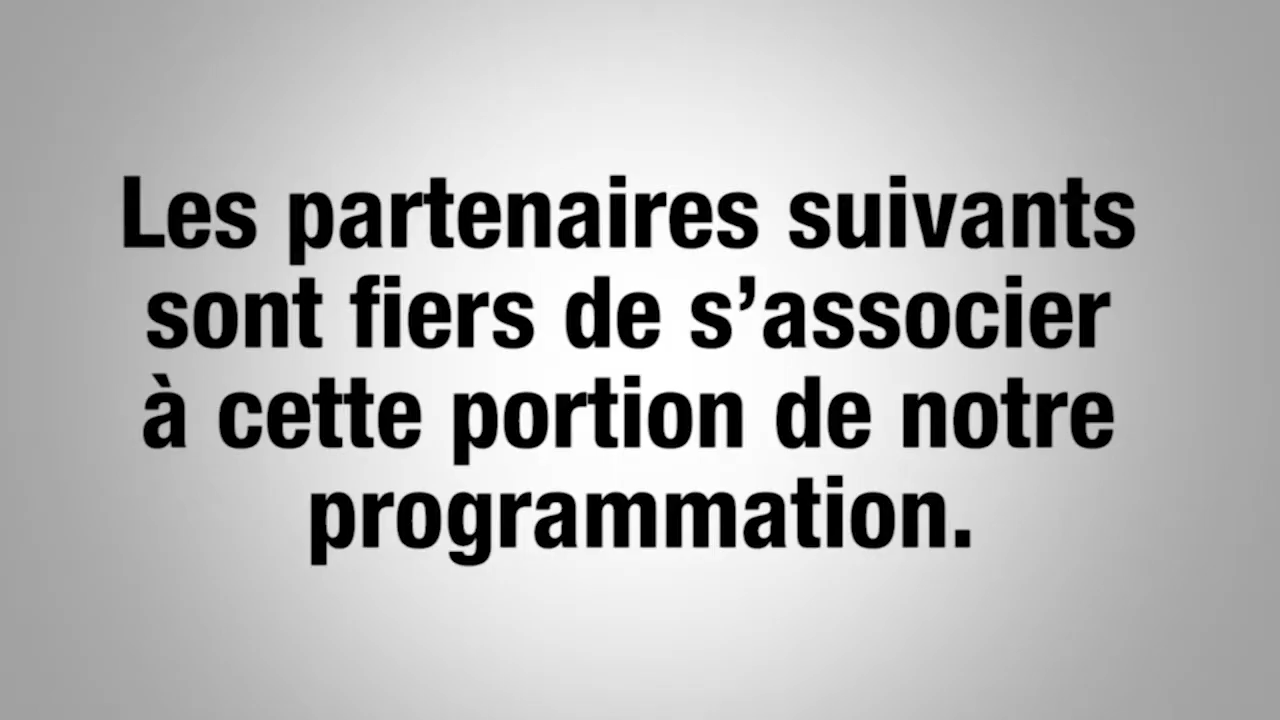 Les partenaires suivants
sont fiers de s’associer
à cette portion de notre
programmation.